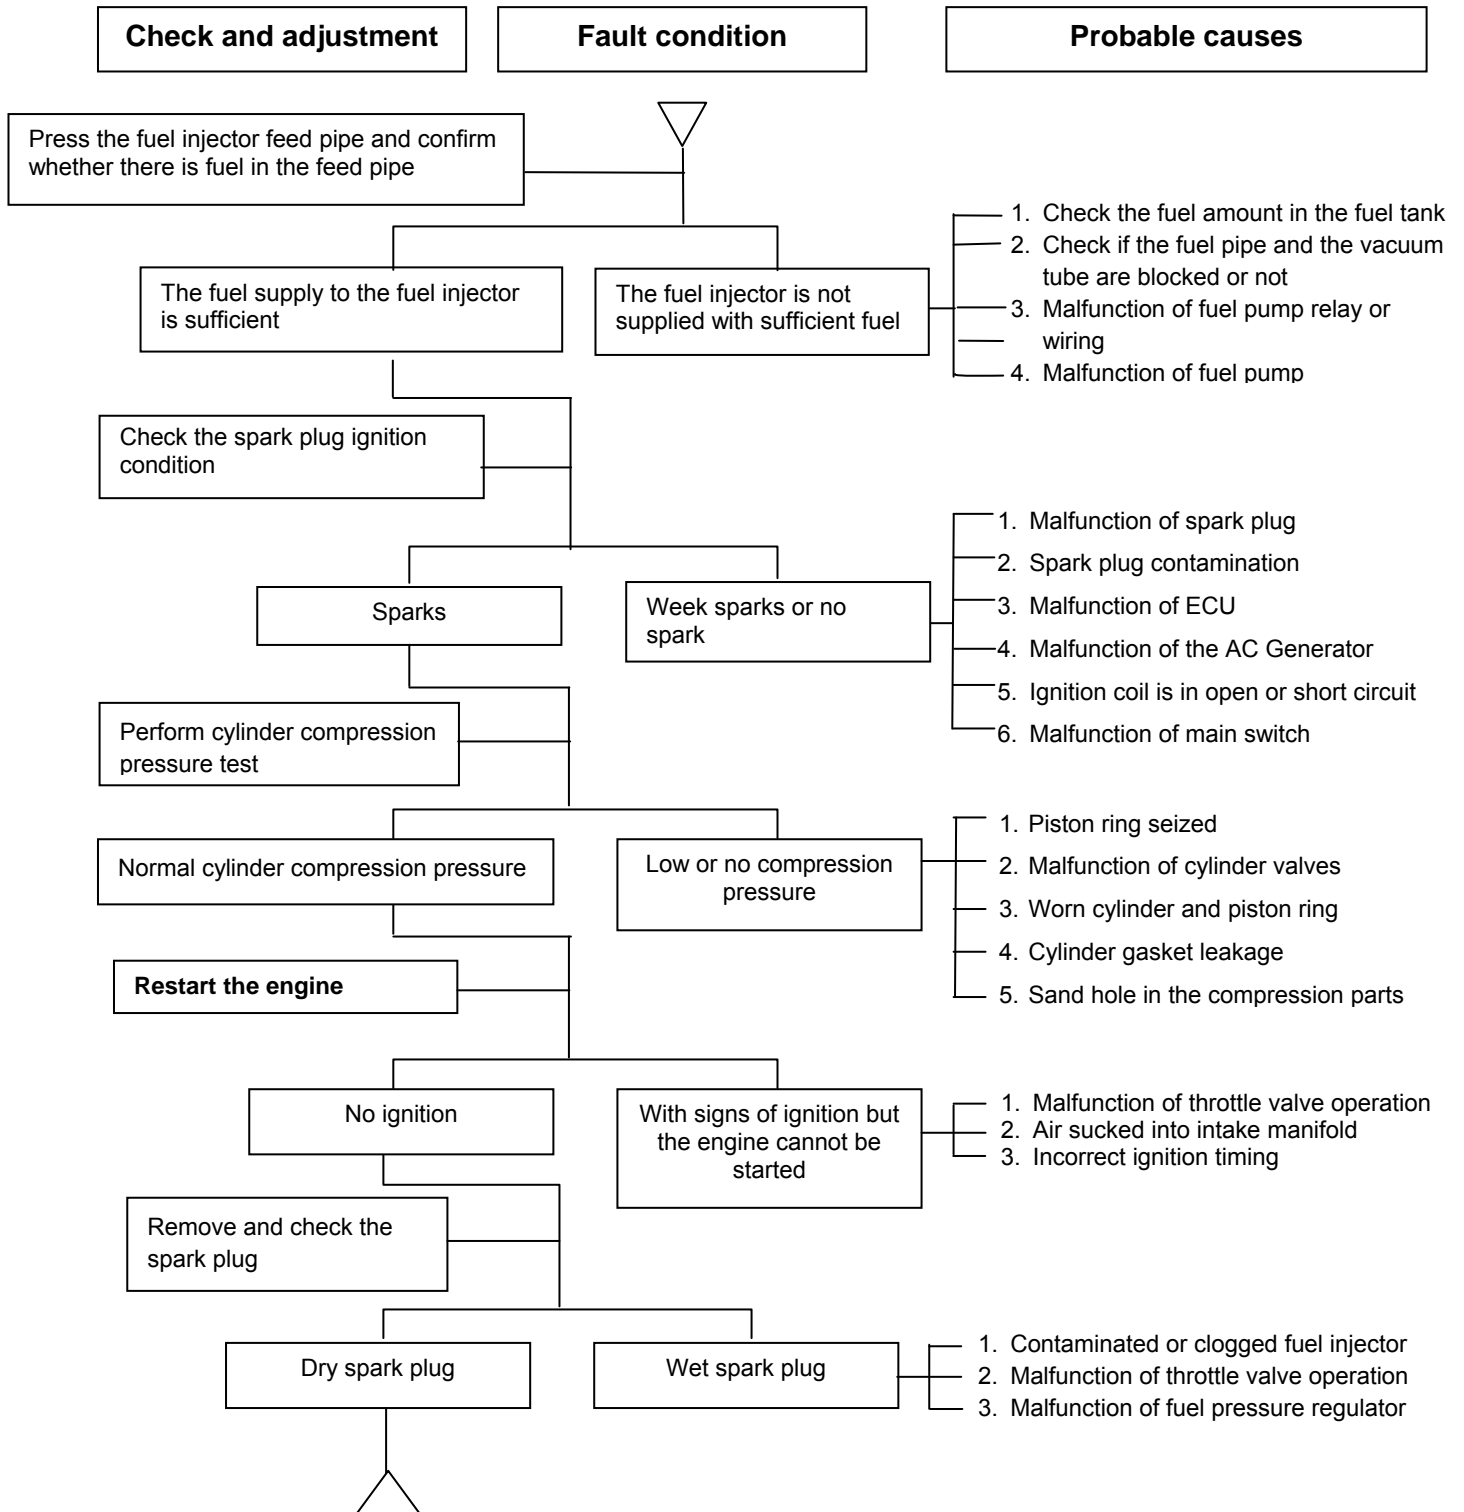 Check and adjustment
Fault condition
Probable causes
Press the fuel injector feed pipe and confirm
whether there is fuel in the feed pipe
The fuel supply to the fuel injector
is sufficient
The fuel injector is not
supplied with sufficient fuel
1. Check the fuel amount in the fuel tank
2. Check if the fuel pipe and the vacuum
tube are blocked or not
3. Malfunction of fuel pump relay or
wiring
4. Malfunction of fuel pump
Check the spark plug ignition
condition
Sparks
Week sparks or no
spark
1. Malfunction of spark plug
2. Spark plug contamination
3. Malfunction of ECU
4. Malfunction of the AC Generator
5. Ignition coil is in open or short circuit
6. Malfunction of main switch
Perform cylinder compression
pressure test
Normal cylinder compression pressure
Low or no compression
pressure
1. Piston ring seized
2. Malfunction of cylinder valves
3. Worn cylinder and piston ring
4. Cylinder gasket leakage
5. Sand hole in the compression parts
Restart the engine
No ignition
With signs of ignition but
the engine cannot be
started
1. Malfunction of throttle valve operation
2. Air sucked into intake manifold
3. Incorrect ignition timing
Remove and check the
spark plug
Dry spark plug
Wet spark plug
1. Contaminated or clogged fuel injector
2. Malfunction of throttle valve operation
3. Malfunction of fuel pressure regulator